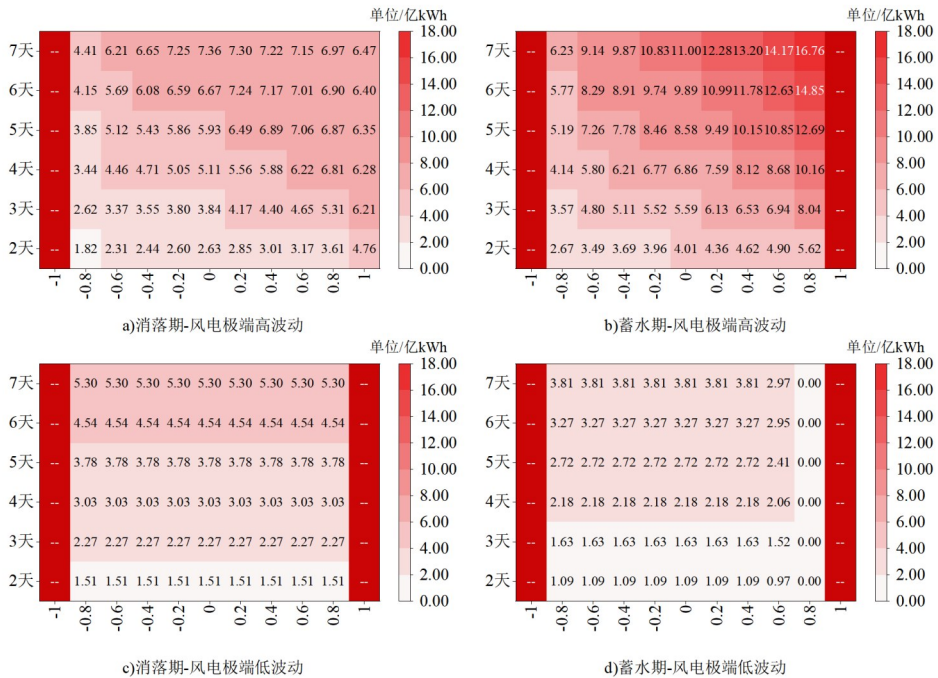 单位/亿kWh
7天 -- 4.41 6.21 6.65 7.25 7.36 7.30 7.22 7.15 6.97 6.47
6天 -- 4.15 5.69 6.08 6.59 6.67 7.24 7.17 7.01 6.90 6.40
5天 -- 3.85 5.12 5.43 5.86 5.93 6.49 6.89 7.06 6.87 6.35
4天 -- 3.44 4.46 4.71 5.05 5.11 5.56 5.88 6.22 6.81 6.28
3天 -- 2.62 3.37 3.55 3.80 3.84 4.17 4.40 4.65 5.31 6.21
2天 -- 1.82 2.31 2.44 2.60 2.63 2.85 3.01 3.17 3.61 4.76
-1 -0.8 -0.6 -0.4 -0.2 0 0.2 0.4 0.6 0.8 1
18.00
16.00
14.00
12.00
10.00
8.00
6.00
4.00
2.00
0.00
a)消落期-风电极端高波动
单位/亿kWh
7天 -- 6.23 9.14 9.87 10.83 11.00 12.28 13.20 14.17 16.76 --
6天 -- 5.77 8.29 8.91 9.74 9.89 10.99 11.78 12.63 14.85 --
5天 -- 5.19 7.26 7.78 8.46 8.58 9.49 10.15 10.85 12.69 --
4天 -- 4.14 5.80 6.21 6.77 6.86 7.59 8.12 8.68 10.16 --
3天 -- 3.57 4.80 5.11 5.52 5.59 6.13 6.53 6.94 8.04 --
2天 -- 2.67 3.49 3.69 3.96 4.01 4.36 4.62 4.90 5.62 --
-1 -0.8 -0.6 -0.4 -0.2 0 0.2 0.4 0.6 0.8 1
18.00
16.00
14.00
12.00
10.00
8.00
6.00
4.00
2.00
0.00
b)蓄水期-风电极端高波动
单位/亿kWh
7天 -- 5.30 5.30 5.30 5.30 5.30 5.30 5.30 5.30 5.30 --
6天 -- 4.54 4.54 4.54 4.54 4.54 4.54 4.54 4.54 4.54 --
5天 -- 3.78 3.78 3.78 3.78 3.78 3.78 3.78 3.78 3.78 --
4天 -- 3.03 3.03 3.03 3.03 3.03 3.03 3.03 3.03 3.03 --
3天 -- 2.27 2.27 2.27 2.27 2.27 2.27 2.27 2.27 2.27 --
2天 -- 1.51 1.51 1.51 1.51 1.51 1.51 1.51 1.51 1.51 --
-1 -0.8 -0.6 -0.4 -0.2 0 0.2 0.4 0.6 0.8 1
18.00
16.00
14.00
12.00
10.00
8.00
6.00
4.00
2.00
0.00
c)消落期-风电极端低波动
单位/亿kWh
7天 -- 3.81 3.81 3.81 3.81 3.81 3.81 3.81 2.97 0.00 --
6天 -- 3.27 3.27 3.27 3.27 3.27 3.27 3.27 2.95 0.00 --
5天 -- 2.72 2.72 2.72 2.72 2.72 2.72 2.72 2.41 0.00 --
4天 -- 2.18 2.18 2.18 2.18 2.18 2.18 2.18 2.06 0.00 --
3天 -- 1.63 1.63 1.63 1.63 1.63 1.63 1.63 1.52 0.00 --
2天 -- 1.09 1.09 1.09 1.09 1.09 1.09 1.09 0.97 0.00 --
-1 -0.8 -0.6 -0.4 -0.2 0 0.2 0.4 0.6 0.8 1
18.00
16.00
14.00
12.00
10.00
8.00
6.00
4.00
2.00
0.00
d)蓄水期-风电极端低波动